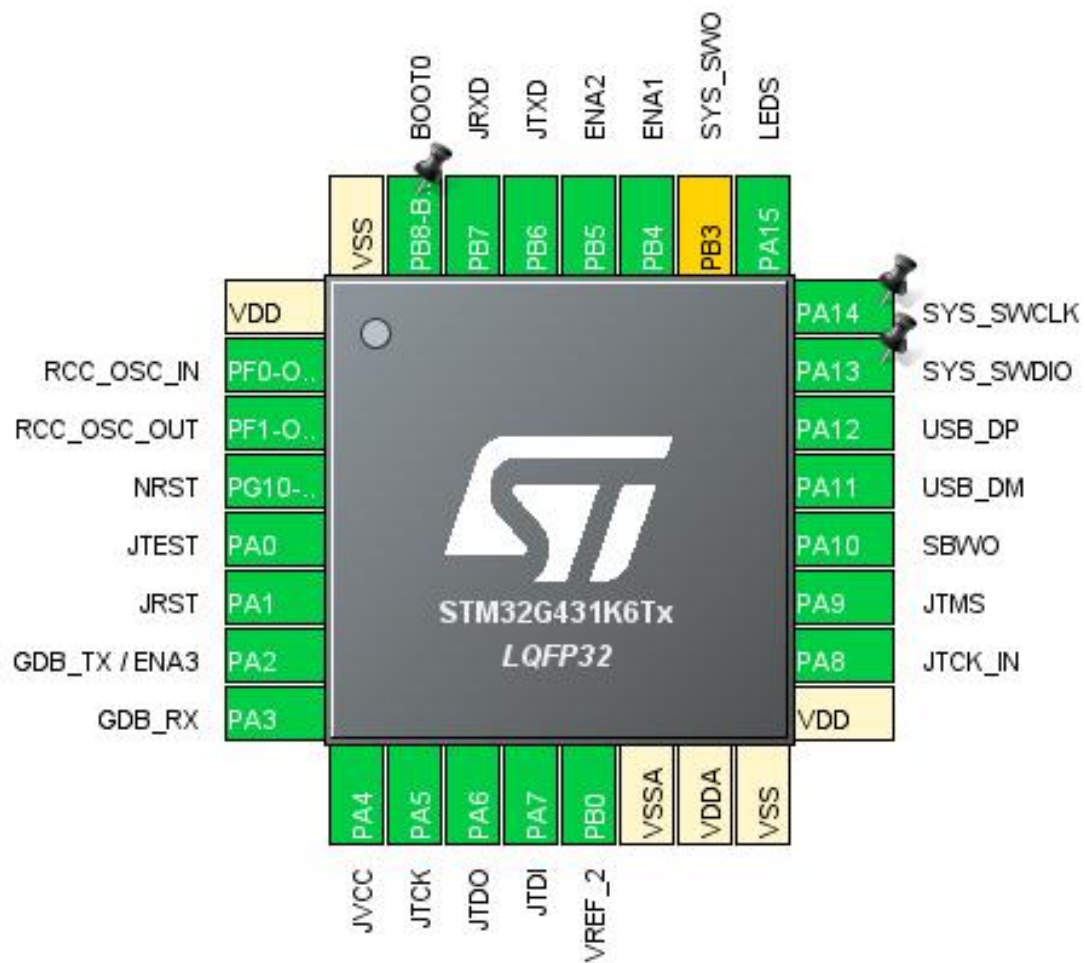 BOOT0
JRXD
JTXD
ENA2
ENA1
SYS_SWO
LEDS
VSS
PB8-B..
PB7
PB6
PB5
PB4
PB3
PA15
VDD
RCC_OSC_IN PF0-O..
RCC_OSC_OUT PF1-O..
NRST PG10-..
JTEST PA0
JRST PA1
GDB_TX / ENA3 PA2
GDB_RX PA3
PA14 SYS_SWCLK
PA13 SYS_SWDIO
PA12 USB_DP
PA11 USB_DM
PA10 SBWO
PA9 JTMS
PA8 JTCK_IN
VDD
STM32G431K6Tx
LQFP32
PA4
PA5
PA6
PA7
PB0
VSSA
VDDA
VSS
JVCC
JTCK
JTDO
JTDI
VREF_2